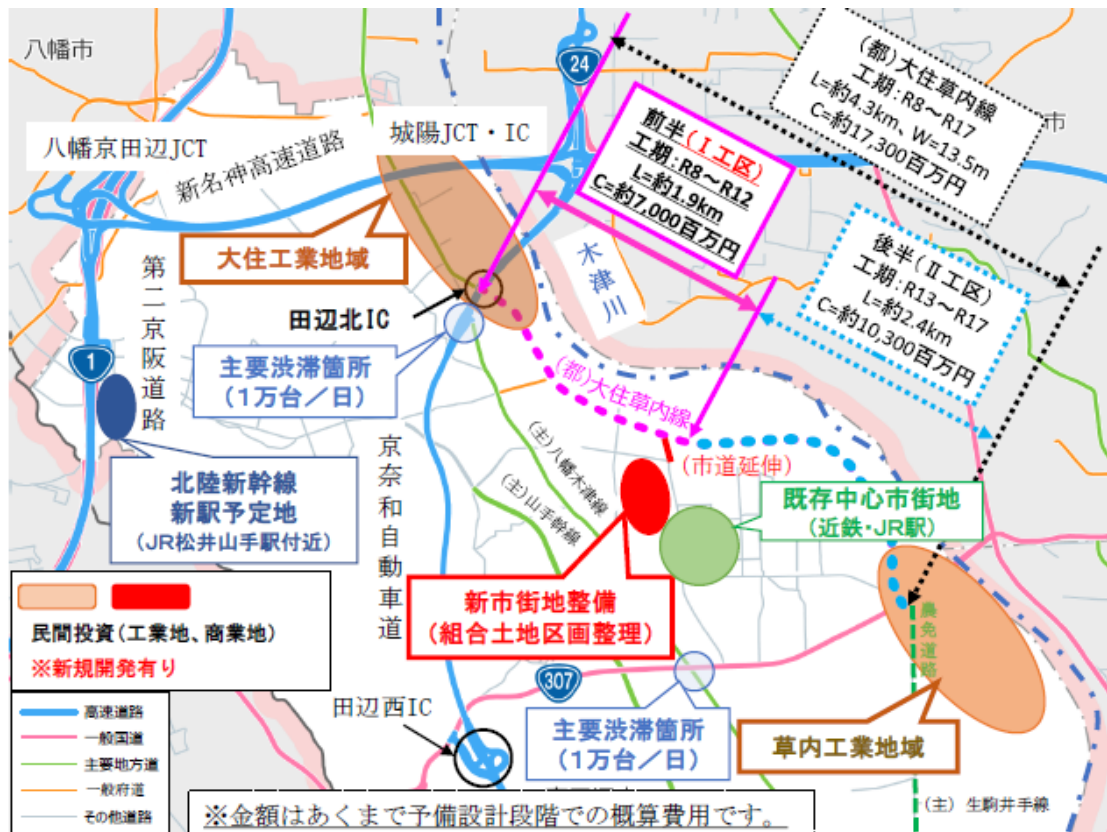 八幡市
24
(都)大住草内線
工期：R8～R17
L=約4.3km、W=13.5m
C=約17,300百万円
市
城陽JCT・IC
八幡京田辺JCT
新名神高速道路
前半(Ⅰ工区)
工期：R8～R12
L=約1.9km
C=約7,000百万円
大住工業地域
木津川
後半(Ⅱ工区)
工期：R13～R17
L=約2.4km
C=約10,300百万円
第二京阪道路
田辺北IC
1
主要渋滞箇所
(1万台／日)
(都)大住草内線
京奈和自動車道
(主)八幡木津線
(主)山手幹線
(市道延伸)
北陸新幹線
新駅予定地
(JR松井山手駅付近)
既存中心市街地
(近鉄・JR駅)
新市街地整備
(組合土地区画整理)
農免道路
民間投資(工業地、商業地)
※新規開発有り
307
田辺西IC
主要渋滞箇所
(1万台／日)
草内工業地域
高速道路
一般国道
主要地方道
一般府道
その他道路
(主) 生駒井手線
※金額はあくまで予備設計段階での概算費用です。